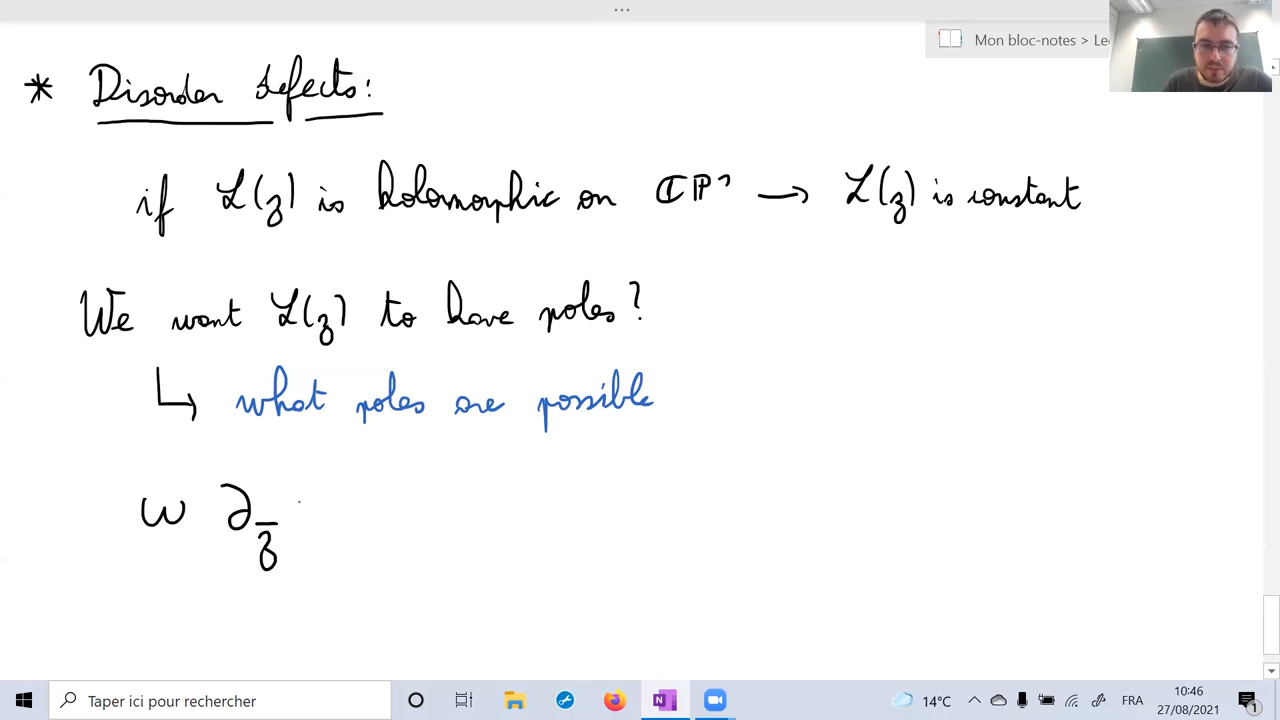 Mon bloc-notes > Le
* Disorder defects:
if ℒ(z) is holomorphic on ℂℙ¹ → ℒ(z) is constant
We want ℒ(z) to have poles?
↳ what poles are possible
ω ∂_z̄
Taper ici pour rechercher
14°C
FRA
10:46
27/08/2021
1